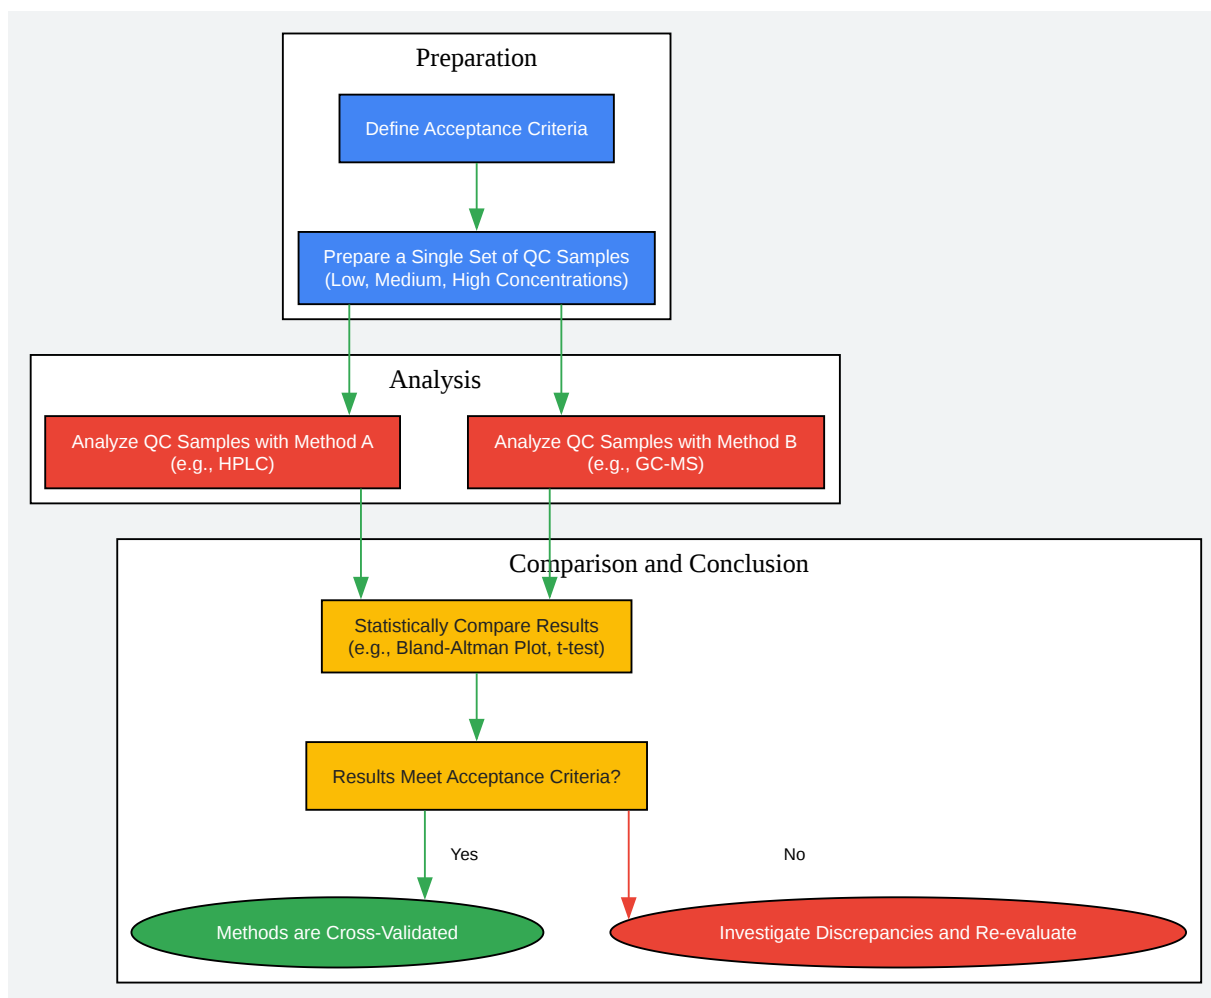 Preparation
Define Acceptance Criteria
Prepare a Single Set of QC Samples
(Low, Medium, High Concentrations)
Analysis
Analyze QC Samples with Method A
(e.g., HPLC)
Analyze QC Samples with Method B
(e.g., GC-MS)
Comparison and Conclusion
Statistically Compare Results
(e.g., Bland-Altman Plot, t-test)
Results Meet Acceptance Criteria?
Yes
No
Methods are Cross-Validated
Investigate Discrepancies and Re-evaluate